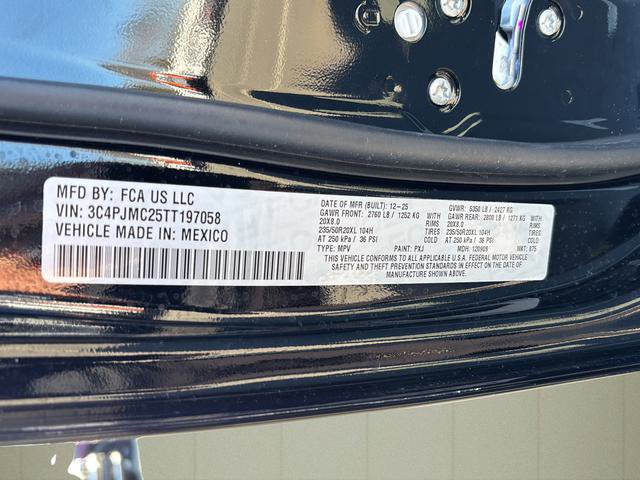 MFD BY: FCA US LLC
VIN: 3C4PJMC25TT197058
VEHICLE MADE IN: MEXICO
DATE OF MFR (BUILT): 12-25 GVWR: 5350 LB / 2427 KG
GAWR FRONT: 2760 LB / 1252 KG WITH GAWR REAR: 2800 LB / 1271 KG WITH
20X8.0 RIMS 20X8.0 RIMS
235/50R20XL 104H TIRES 235/50R20XL 104H TIRES
AT 250 kPa / 36 PSI COLD AT 250 kPa / 36 PSI COLD
TYPE: MPV PAINT: PXJ MDH: 120909 MKT: 875
THIS VEHICLE CONFORMS TO ALL APPLICABLE U.S.A. FEDERAL MOTOR VEHICLE
SAFETY AND THEFT PREVENTION STANDARDS IN EFFECT ON THE DATE OF
MANUFACTURE SHOWN ABOVE.